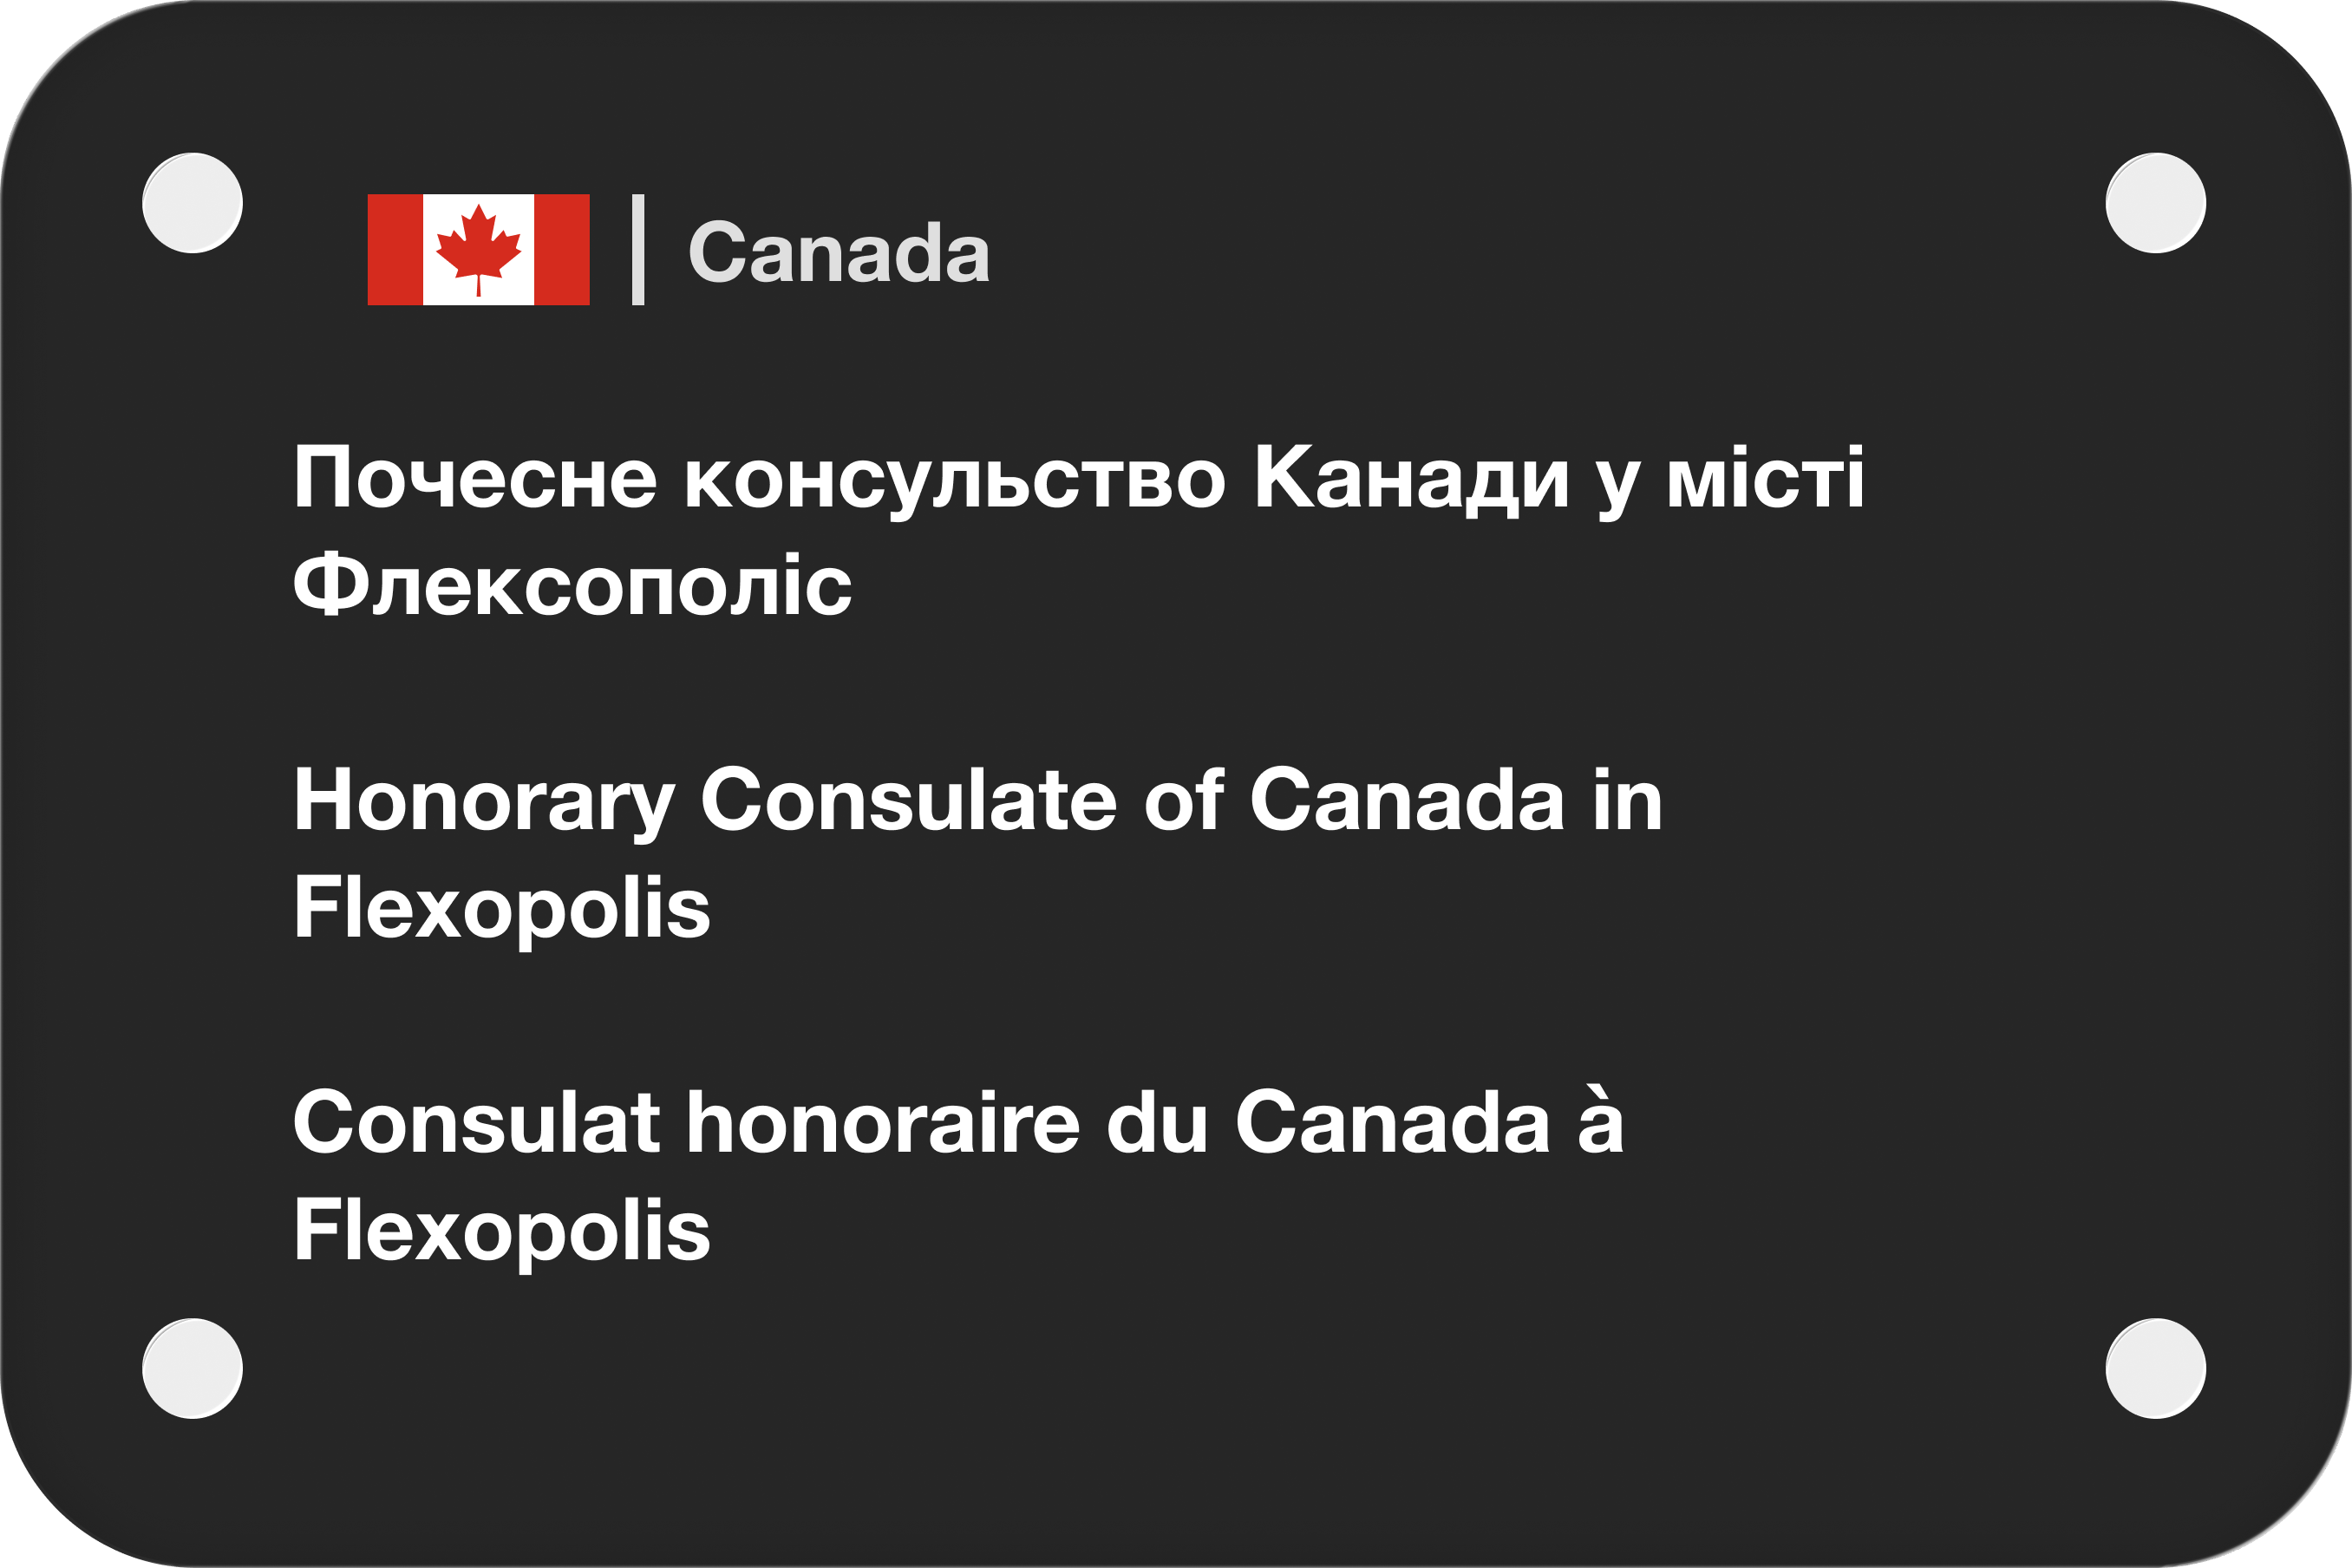 Canada
Почесне консульство Канади у місті
Флексополіс
Honorary Consulate of Canada in
Flexopolis
Consulat honoraire du Canada à
Flexopolis